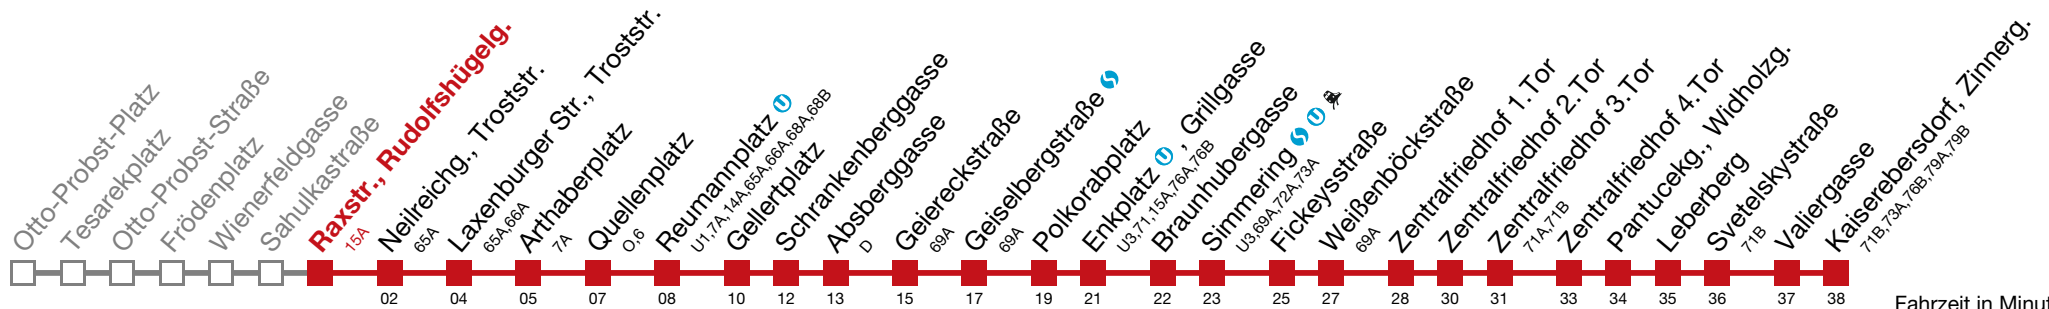 Otto-Probst-Platz
Tesarekplatz
Otto-Probst-Straße
Frödenplatz
Wienerfeldgasse
Sahulkastraße
Raxstr., Rudolfshügelg.
15A
Neilreichg., Troststr.
65A
Laxenburger Str., Troststr.
65A,66A
Arthaberplatz
7A
Quellenplatz
O,6
Reumannplatz U
U1,7A,14A,65A,66A,68A,68B
Gellertplatz
Schrankenberggasse
Absberggasse
D
Geiereckstraße
69A
Geiselbergstraße S
69A
Polkorabplatz
Enkplatz U , Grillgasse
U3,71,15A,76A,76B
Braunhubergasse
Simmering S U
U3,69A,72A,73A
Fickeysstraße
Weißenböckstraße
69A
Zentralfriedhof 1.Tor
Zentralfriedhof 2.Tor
Zentralfriedhof 3.Tor
71A,71B
Zentralfriedhof 4.Tor
Pantucekg., Widholzg.
Leberberg
Svetelskystraße
71B
Valiergasse
Kaiserebersdorf, Zinnerg.
71B,73A,76B,79A,79B
02 04 05 07 08 10 12 13 15 17 19 21 22 23 25 27 28 30 31 33 34 35 36 37 38
Fahrzeit in Minut